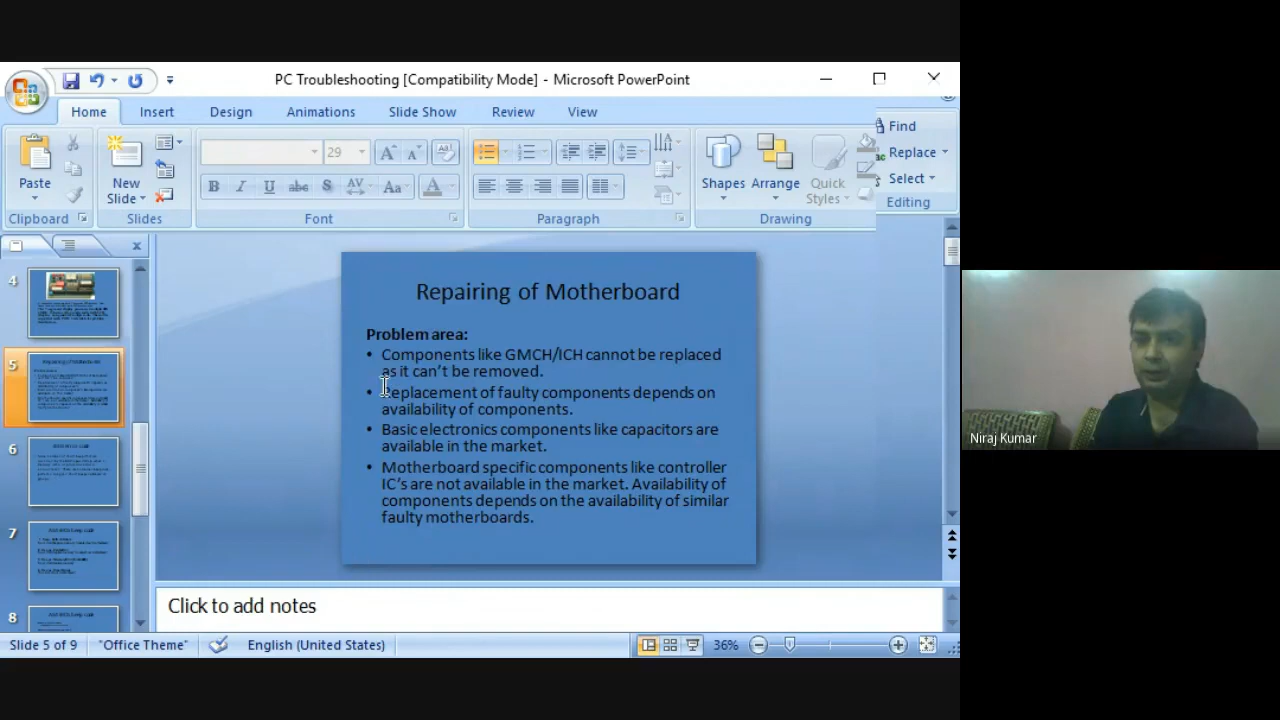 PC Troubleshooting [Compatibility Mode] - Microsoft PowerPoint
Home Insert Design Animations Slide Show Review View
Paste
Clipboard
New
Slide
Slides
29
Font
Paragraph
Shapes
Arrange
Quick
Styles
Drawing
Find
Replace
Select
Editing
4
5
6
7
8
Repairing of Motherboard
Problem area:
• Components like GMCH/ICH cannot be replaced
as it can't be removed.
• Replacement of faulty components depends on
availability of components.
• Basic electronics components like capacitors are
available in the market.
• Motherboard specific components like controller
IC's are not available in the market. Availability of
components depends on the availability of similar
faulty motherboards.
Click to add notes
Slide 5 of 9 "Office Theme" English (United States) 36%
Niraj Kumar